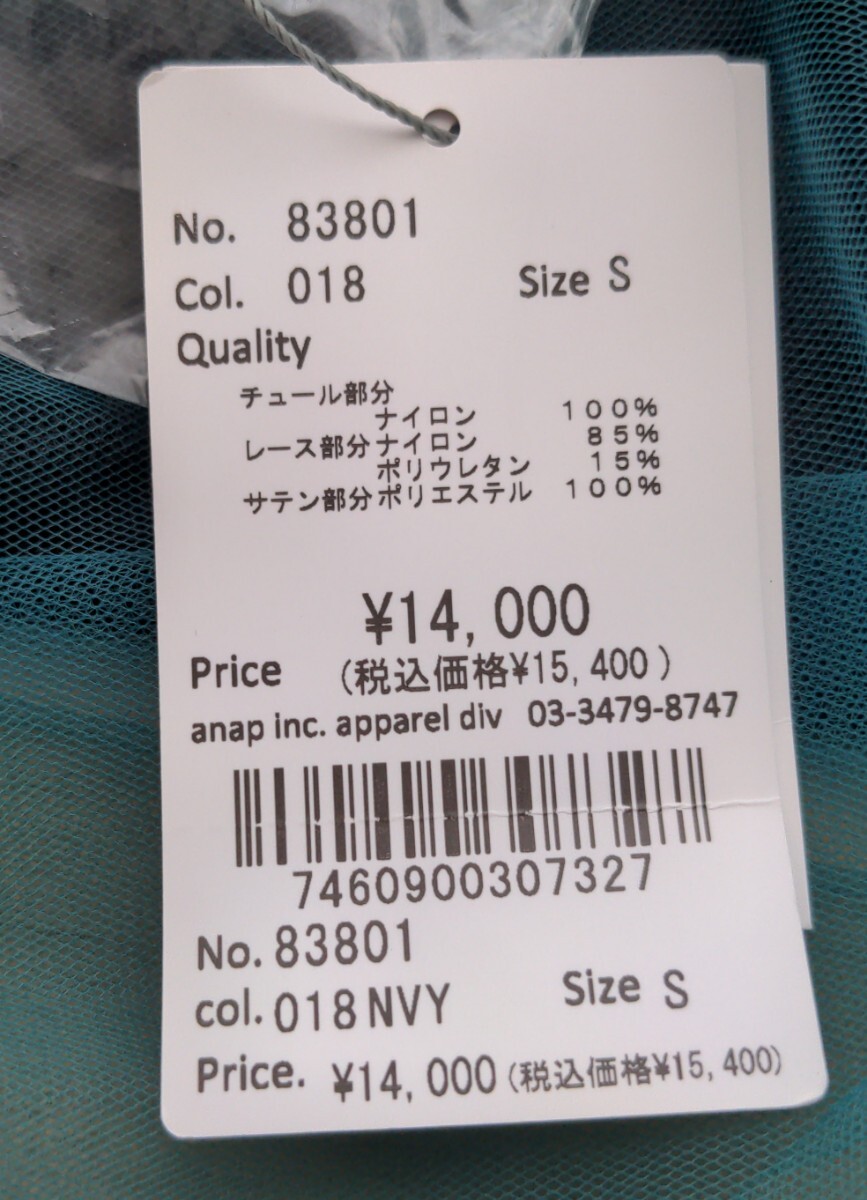 No. 83801
Col. 018 Size S
Quality
チュール部分
ナイロン 100%
レース部分ナイロン 85%
ポリウレタン 15%
サテン部分ポリエステル 100%
¥14,000
Price (税込価格¥15,400)
anap inc. apparel div 03-3479-8747
7460900307327
No. 83801
col. 018 NVY Size S
Price. ¥14,000 (税込価格¥15,400)